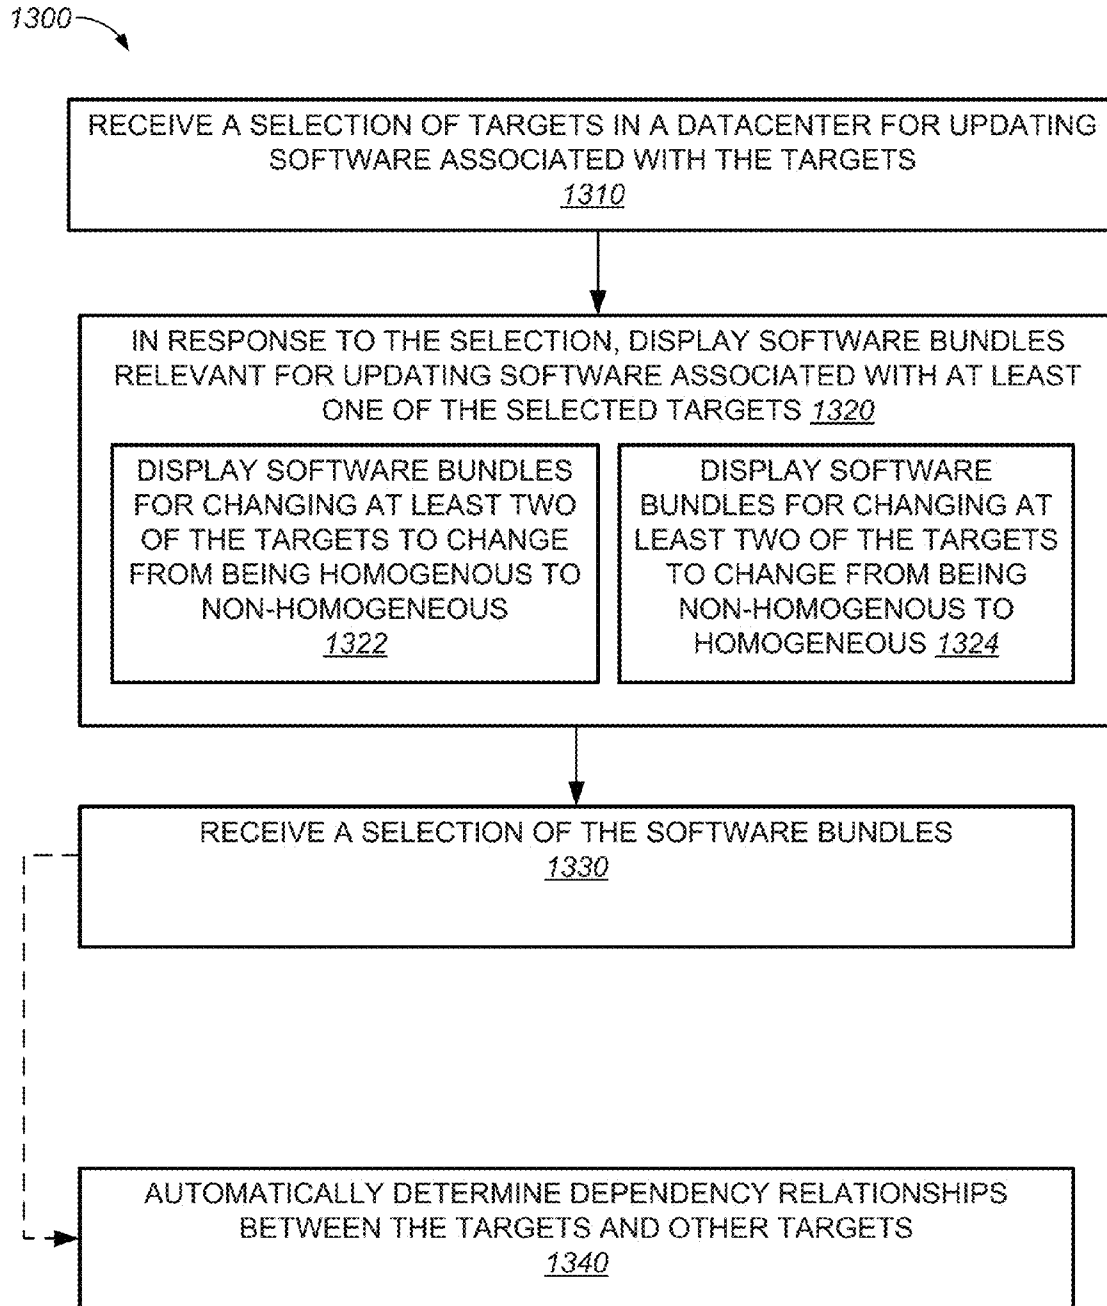 1300
RECEIVE A SELECTION OF TARGETS IN A DATACENTER FOR UPDATING
SOFTWARE ASSOCIATED WITH THE TARGETS
1310
IN RESPONSE TO THE SELECTION, DISPLAY SOFTWARE BUNDLES
RELEVANT FOR UPDATING SOFTWARE ASSOCIATED WITH AT LEAST
ONE OF THE SELECTED TARGETS 1320
DISPLAY SOFTWARE BUNDLES
FOR CHANGING AT LEAST TWO
OF THE TARGETS TO CHANGE
FROM BEING HOMOGENOUS TO
NON-HOMOGENEOUS
1322
DISPLAY SOFTWARE
BUNDLES FOR CHANGING AT
LEAST TWO OF THE TARGETS
TO CHANGE FROM BEING
NON-HOMOGENOUS TO
HOMOGENEOUS 1324
RECEIVE A SELECTION OF THE SOFTWARE BUNDLES
1330
AUTOMATICALLY DETERMINE DEPENDENCY RELATIONSHIPS
BETWEEN THE TARGETS AND OTHER TARGETS
1340